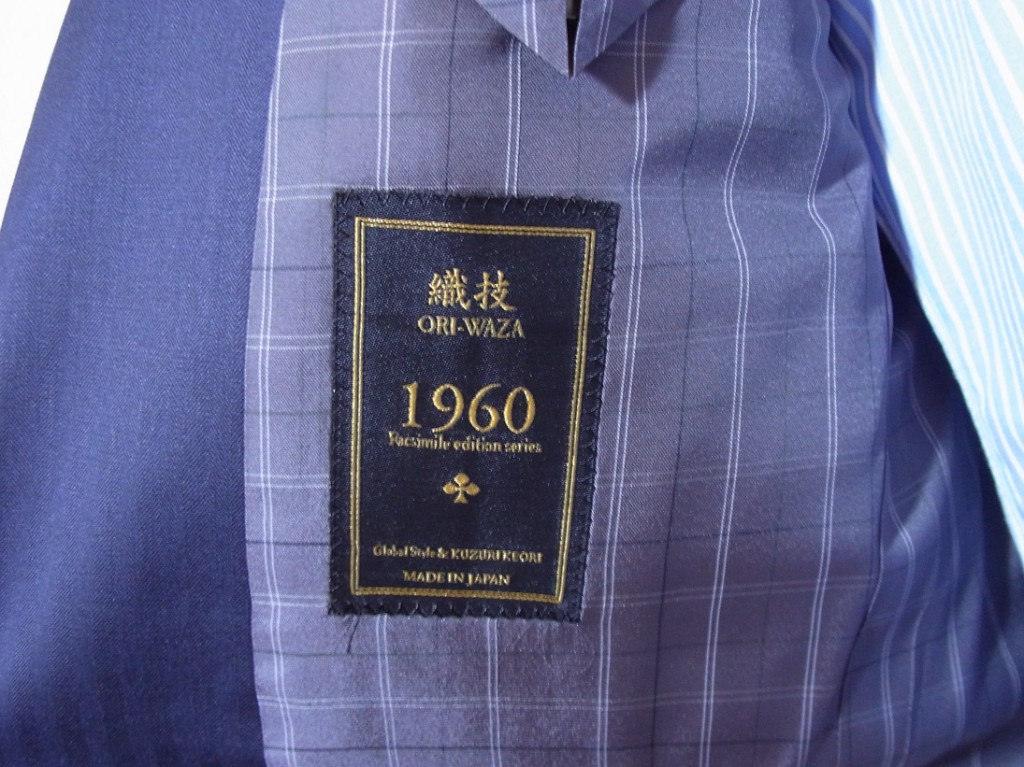 織技
ORI-WAZA
1960
Facsimile edition series
Global Style & KUZURI KEORI
MADE IN JAPAN